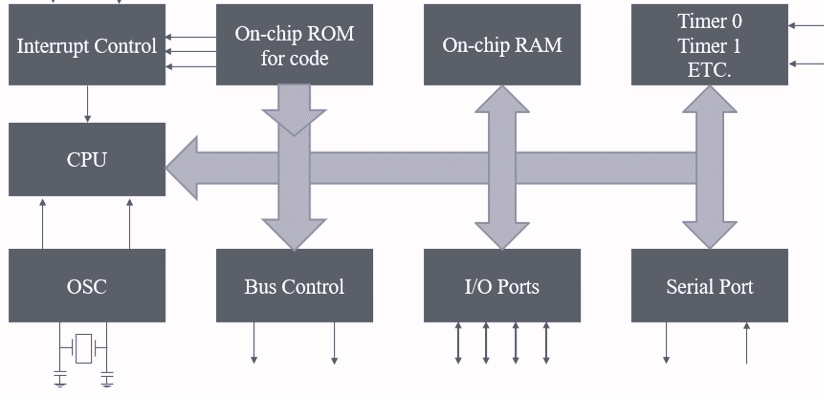 Interrupt Control
On-chip ROM
for code
On-chip RAM
Timer 0
Timer 1
ETC.
CPU
OSC
Bus Control
I/O Ports
Serial Port